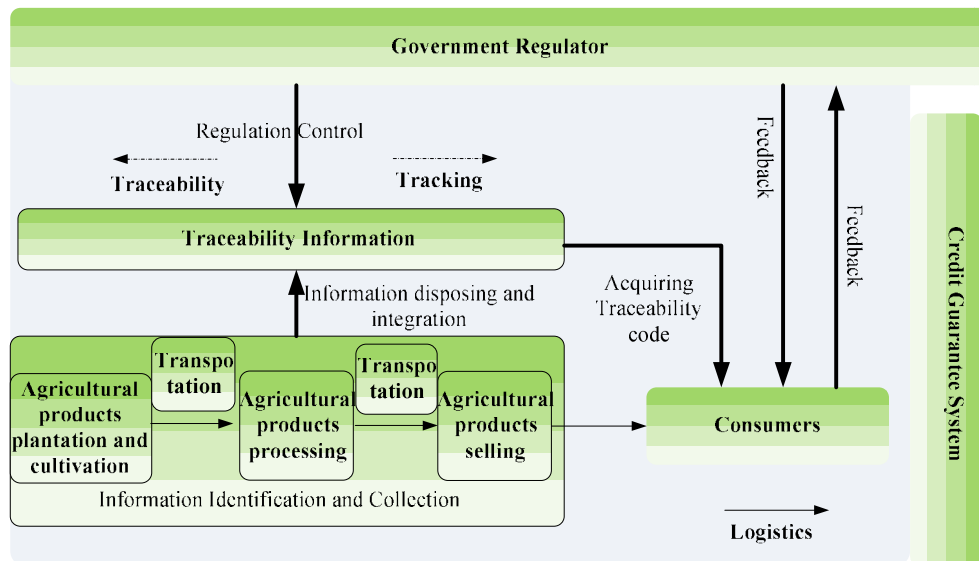 Government Regulator
Regulation Control
Traceability
Tracking
Feedback
Feedback
Traceability Information
Information disposing and
integration
Acquiring
Traceability
code
Credit Guarantee System
Transpo
tation
Transpo
tation
Agricultural
products
plantation and
cultivation
Agricultural
products
processing
Agricultural
products
selling
Consumers
Information Identification and Collection
Logistics